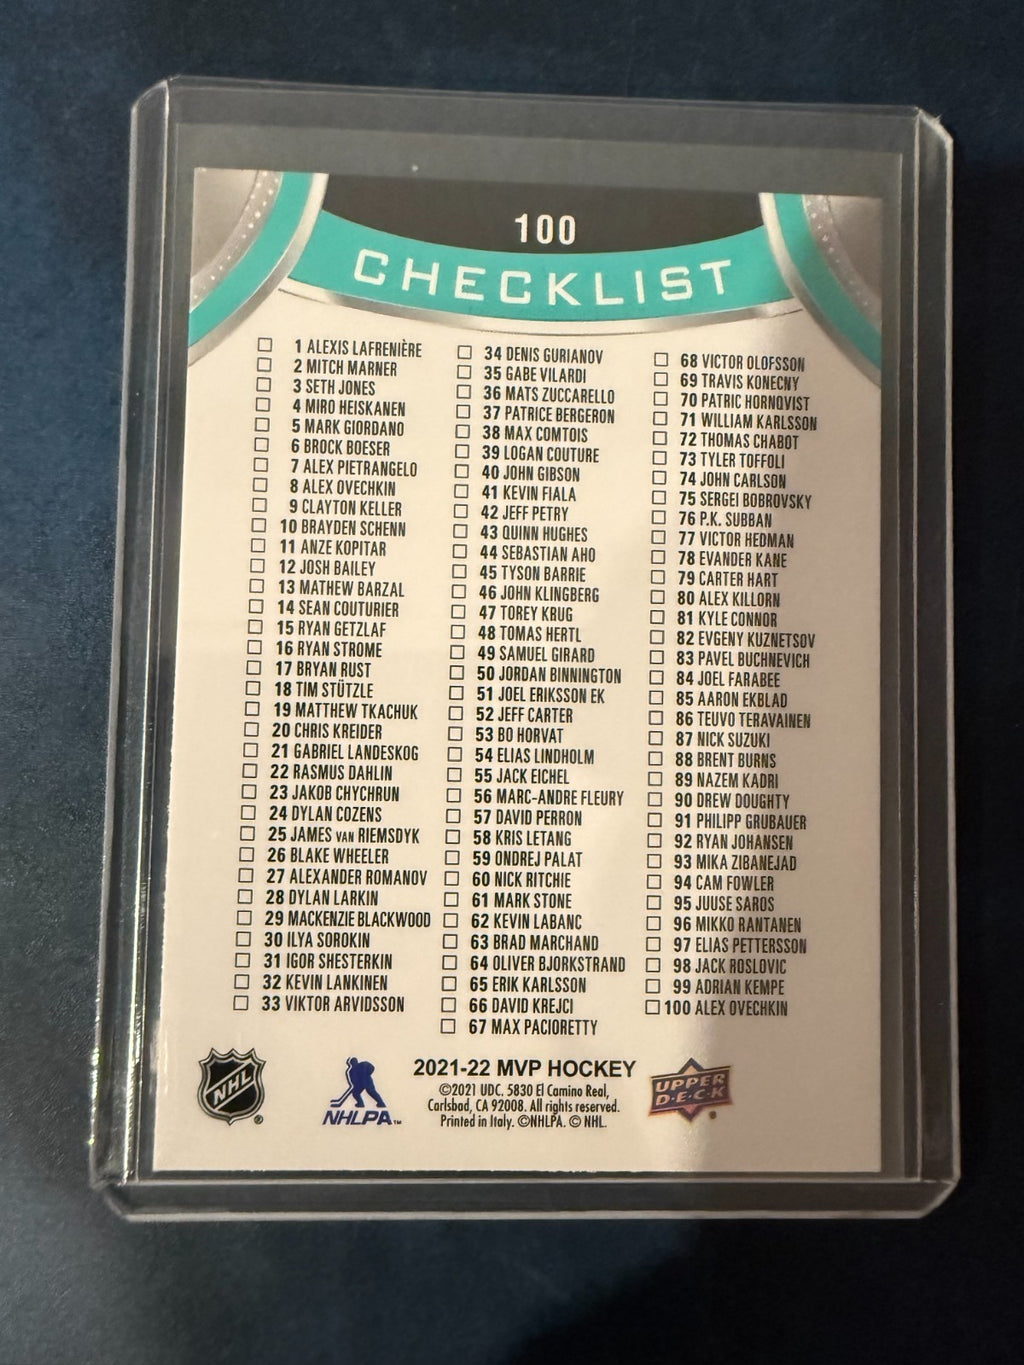 100
CHECKLIST
1 ALEXIS LAFRENIÈRE
2 MITCH MARNER
3 SETH JONES
4 MIRO HEISKANEN
5 MARK GIORDANO
6 BROCK BOESER
7 ALEX PIETRANGELO
8 ALEX OVECHKIN
9 CLAYTON KELLER
10 BRAYDEN SCHENN
11 ANZE KOPITAR
12 JOSH BAILEY
13 MATHEW BARZAL
14 SEAN COUTURIER
15 RYAN GETZLAF
16 RYAN STROME
17 BRYAN RUST
18 TIM STÜTZLE
19 MATTHEW TKACHUK
20 CHRIS KREIDER
21 GABRIEL LANDESKOG
22 RASMUS DAHLIN
23 JAKOB CHYCHRUN
24 DYLAN COZENS
25 JAMES VAN RIEMSDYK
26 BLAKE WHEELER
27 ALEXANDER ROMANOV
28 DYLAN LARKIN
29 MACKENZIE BLACKWOOD
30 ILYA SOROKIN
31 IGOR SHESTERKIN
32 KEVIN LANKINEN
33 VIKTOR ARVIDSSON
34 DENIS GURIANOV
35 GABE VILARDI
36 MATS ZUCCARELLO
37 PATRICE BERGERON
38 MAX COMTOIS
39 LOGAN COUTURE
40 JOHN GIBSON
41 KEVIN FIALA
42 JEFF PETRY
43 QUINN HUGHES
44 SEBASTIAN AHO
45 TYSON BARRIE
46 JOHN KLINGBERG
47 TOREY KRUG
48 TOMAS HERTL
49 SAMUEL GIRARD
50 JORDAN BINNINGTON
51 JOEL ERIKSSON EK
52 JEFF CARTER
53 BO HORVAT
54 ELIAS LINDHOLM
55 JACK EICHEL
56 MARC-ANDRE FLEURY
57 DAVID PERRON
58 KRIS LETANG
59 ONDREJ PALAT
60 NICK RITCHIE
61 MARK STONE
62 KEVIN LABANC
63 BRAD MARCHAND
64 OLIVER BJORKSTRAND
65 ERIK KARLSSON
66 DAVID KREJCI
67 MAX PACIORETTY
68 VICTOR OLOFSSON
69 TRAVIS KONECNY
70 PATRIC HORNQVIST
71 WILLIAM KARLSSON
72 THOMAS CHABOT
73 TYLER TOFFOLI
74 JOHN CARLSON
75 SERGEI BOBROVSKY
76 P.K. SUBBAN
77 VICTOR HEDMAN
78 EVANDER KANE
79 CARTER HART
80 ALEX KILLORN
81 KYLE CONNOR
82 EVGENY KUZNETSOV
83 PAVEL BUCHNEVICH
84 JOEL FARABEE
85 AARON EKBLAD
86 TEUVO TERAVAINEN
87 NICK SUZUKI
88 BRENT BURNS
89 NAZEM KADRI
90 DREW DOUGHTY
91 PHILIPP GRUBAUER
92 RYAN JOHANSEN
93 MIKA ZIBANEJAD
94 CAM FOWLER
95 JUUSE SAROS
96 MIKKO RANTANEN
97 ELIAS PETTERSSON
98 JACK ROSLOVIC
99 ADRIAN KEMPE
100 ALEX OVECHKIN
NHL ®
NHLPA™
2021-22 MVP HOCKEY
©2021 UDC. 5830 El Camino Real,
Carlsbad, CA 92008. All rights reserved.
Printed in Italy. ©NHLPA. © NHL.
UPPER
D·E·C·K ®